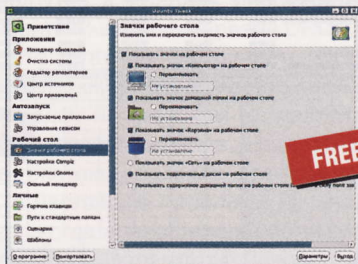 Ubuntu Tweak
Приветствие
Приложения
Менеджер обновлений
Очистка системы
Редактор репозиториев
Центр источников
Центр приложений
Автозапуск
Запускаемые приложения
Управление сеансом
Рабочий стол
Значки рабочего стола
Настройки Compiz
Настройки Gnome
Оконный менеджер
Личные
Горячие клавиши
Пути к стандартным папкам
Сценарии
Шаблоны
О программе
Пожертвовать
Значки рабочего стола
Изменить имя и переключить видимость значков рабочего стола
Показывать значки на рабочем столе
Показывать значок «Компьютер» на рабочем столе
Переименовать
Не установлено
Показывать значок домашней папки на рабочем столе
Переименовать
Не установлено
Показывать значок «Корзина» на рабочем столе
Переименовать
Не установлено
Показывать значок «Сеть» на рабочем столе
Показывать подключенные диски на рабочем столе
Показывать содержимое домашней папки на рабочем столе
FREE
Параметры
Выход